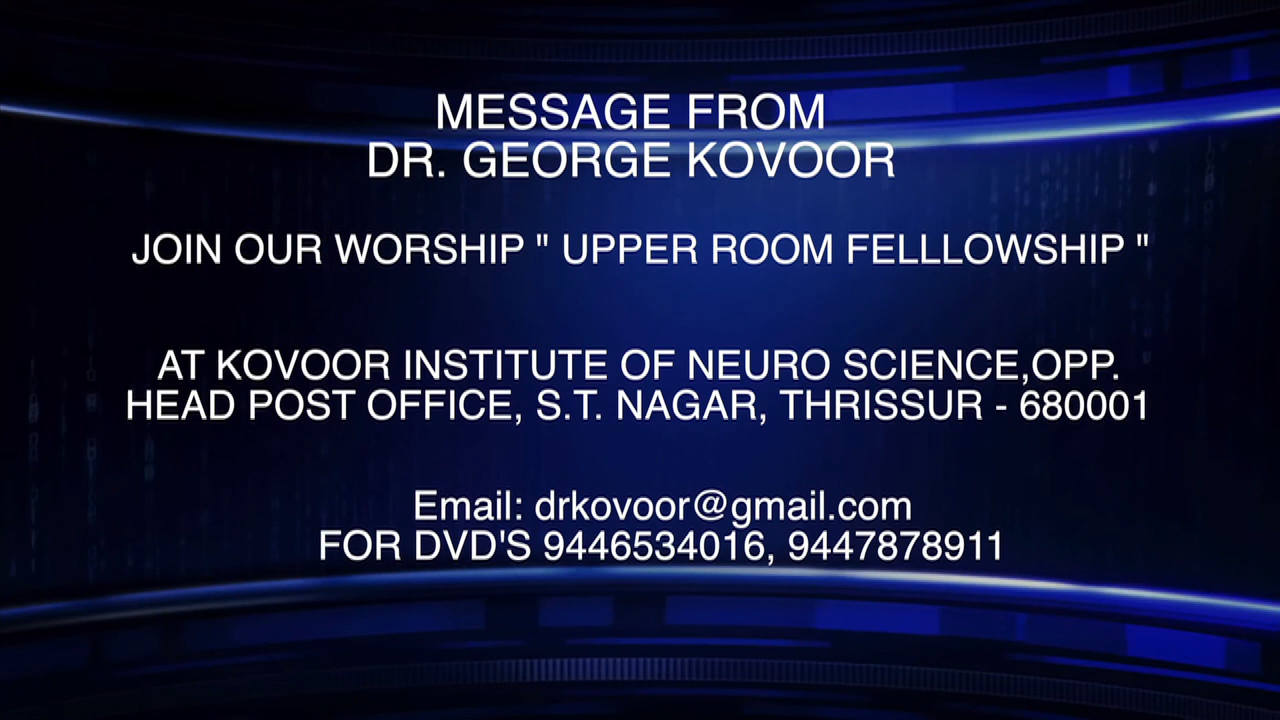 MESSAGE FROM
DR. GEORGE KOVOOR
JOIN OUR WORSHIP " UPPER ROOM FELLLOWSHIP "
AT KOVOOR INSTITUTE OF NEURO SCIENCE,OPP.
HEAD POST OFFICE, S.T. NAGAR, THRISSUR - 680001
Email: drkovoor@gmail.com
FOR DVD'S 9446534016, 9447878911